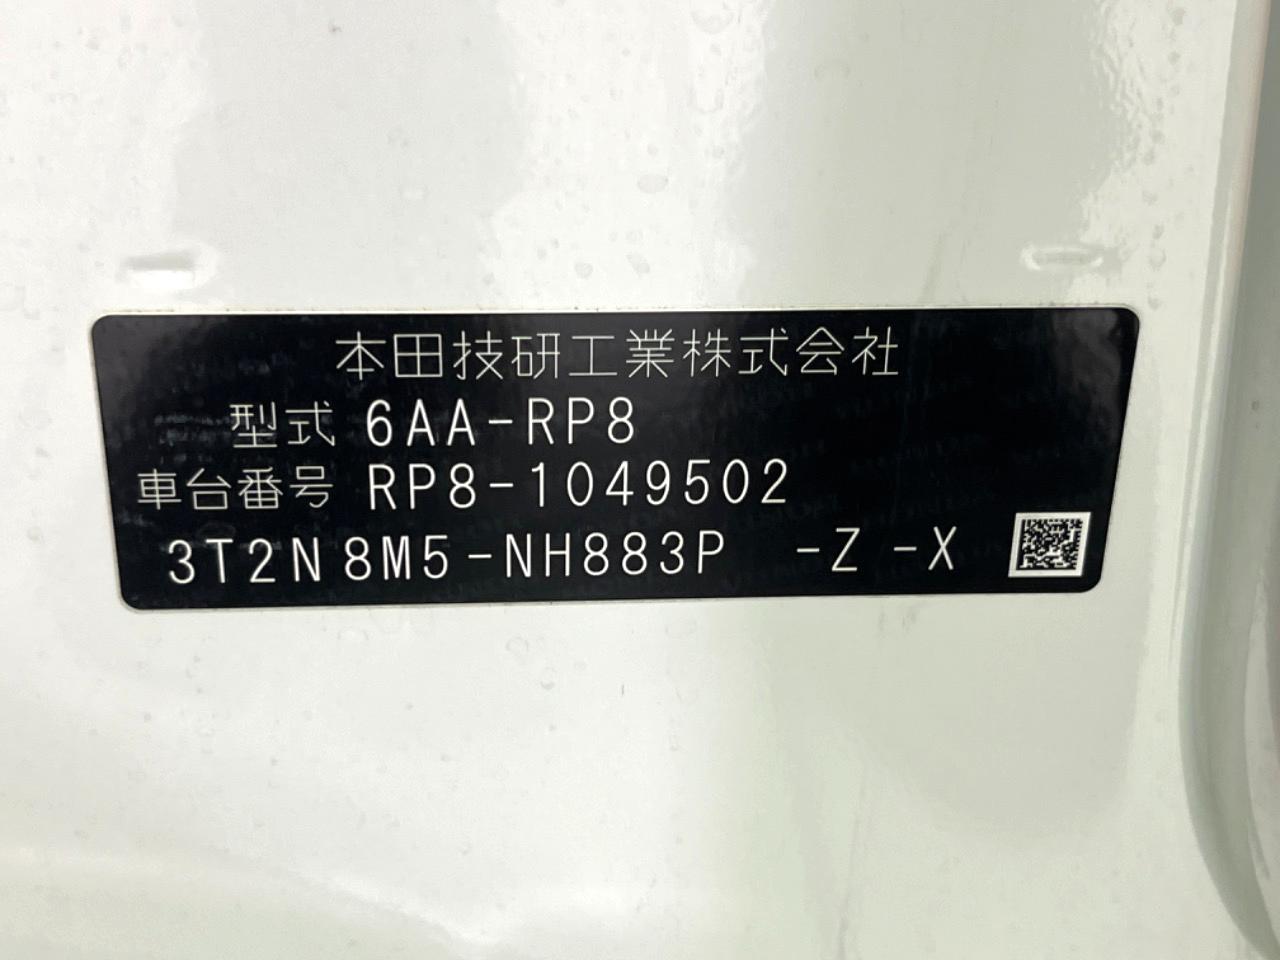 本田技研工業株式会社
型式 6AA-RP8
車台番号 RP8-1049502
3T2N8M5-NH883P -Z -X